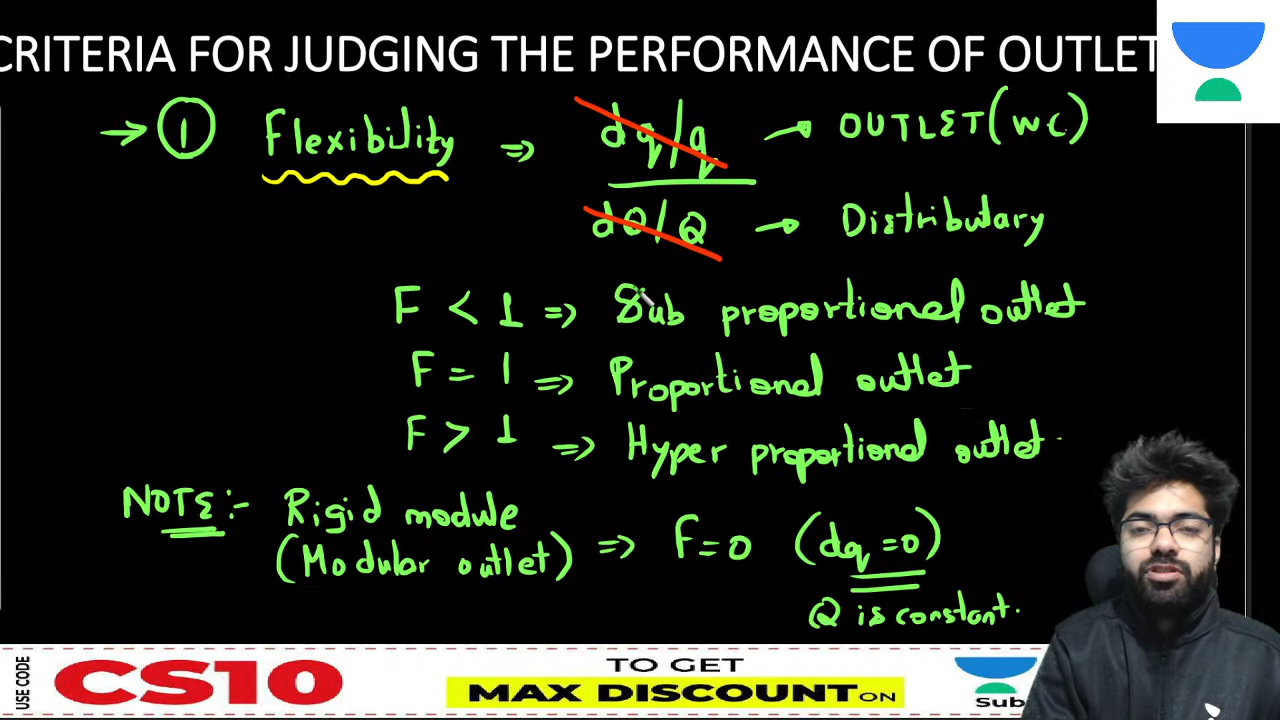 CRITERIA FOR JUDGING THE PERFORMANCE OF OUTLET
→ 1 Flexibility ⇒ dq/q → OUTLET (WC)
dQ/Q → Distributary
F < 1 ⇒ Sub proportional outlet
F = 1 ⇒ Proportional outlet
F > 1 ⇒ Hyper proportional outlet.
NOTE:- Rigid module
(Modular outlet) ⇒ F=0 (dq=0)
Q is constant.
USE CODE
CS10
TO GET
MAX DISCOUNT ON
Sub